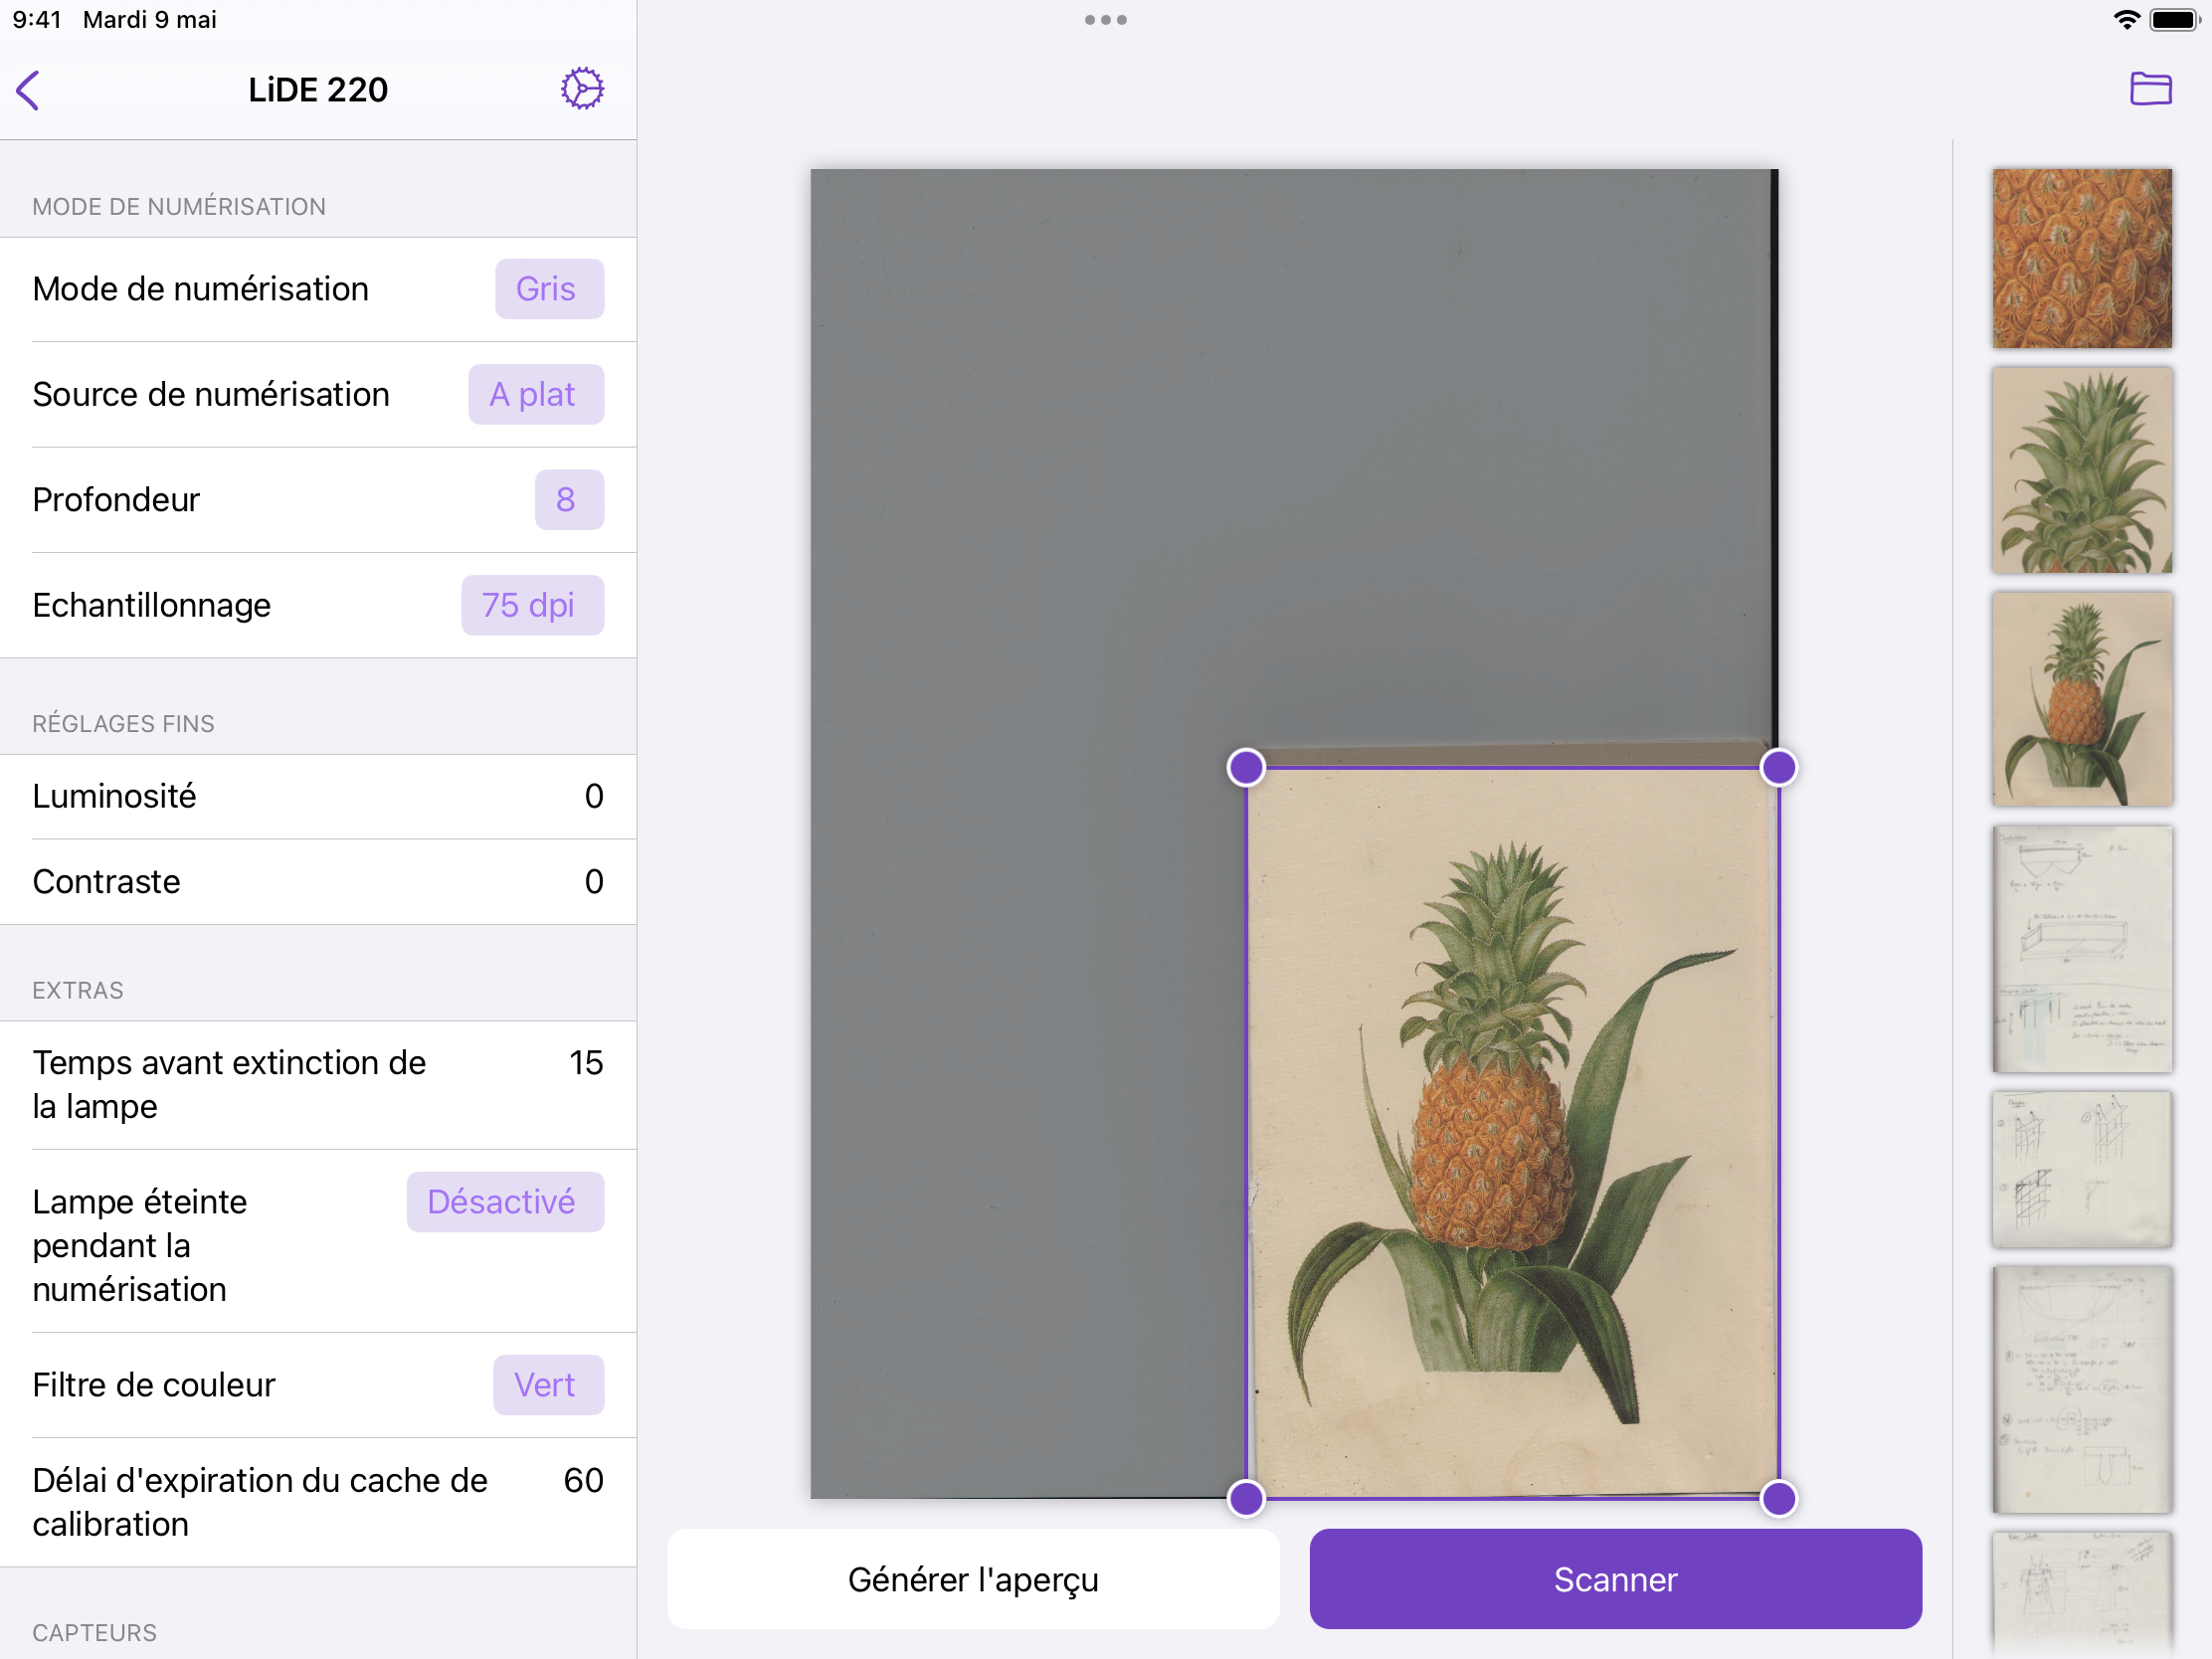 9:41 Mardi 9 mai
LiDE 220
MODE DE NUMÉRISATION
Mode de numérisation Gris
Source de numérisation A plat
Profondeur 8
Echantillonnage 75 dpi
RÉGLAGES FINS
Luminosité 0
Contraste 0
EXTRAS
Temps avant extinction de 15
la lampe
Lampe éteinte Désactivé
pendant la
numérisation
Filtre de couleur Vert
Délai d'expiration du cache de 60
calibration
CAPTEURS
Générer l'aperçu
Scanner